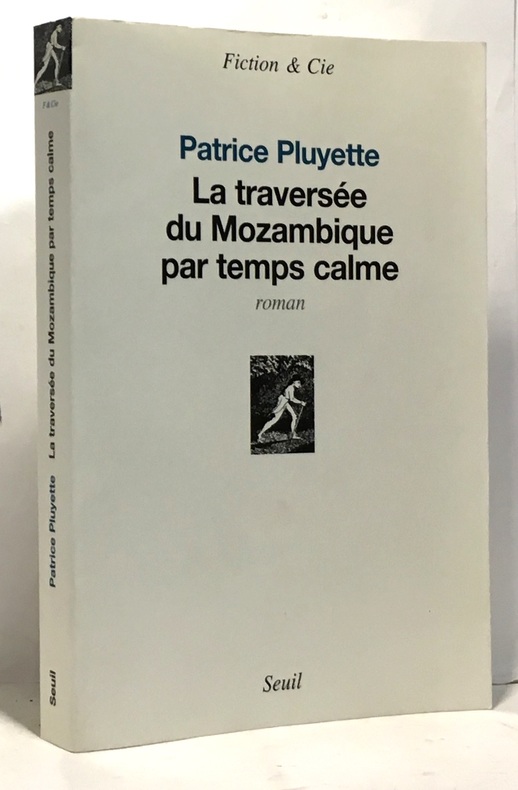 Fiction & Cie
Patrice Pluyette
La traversée
du Mozambique
par temps calme
roman
Seuil
F & Cie
La traversée du Mozambique par temps calme
Patrice Pluyette
Seuil